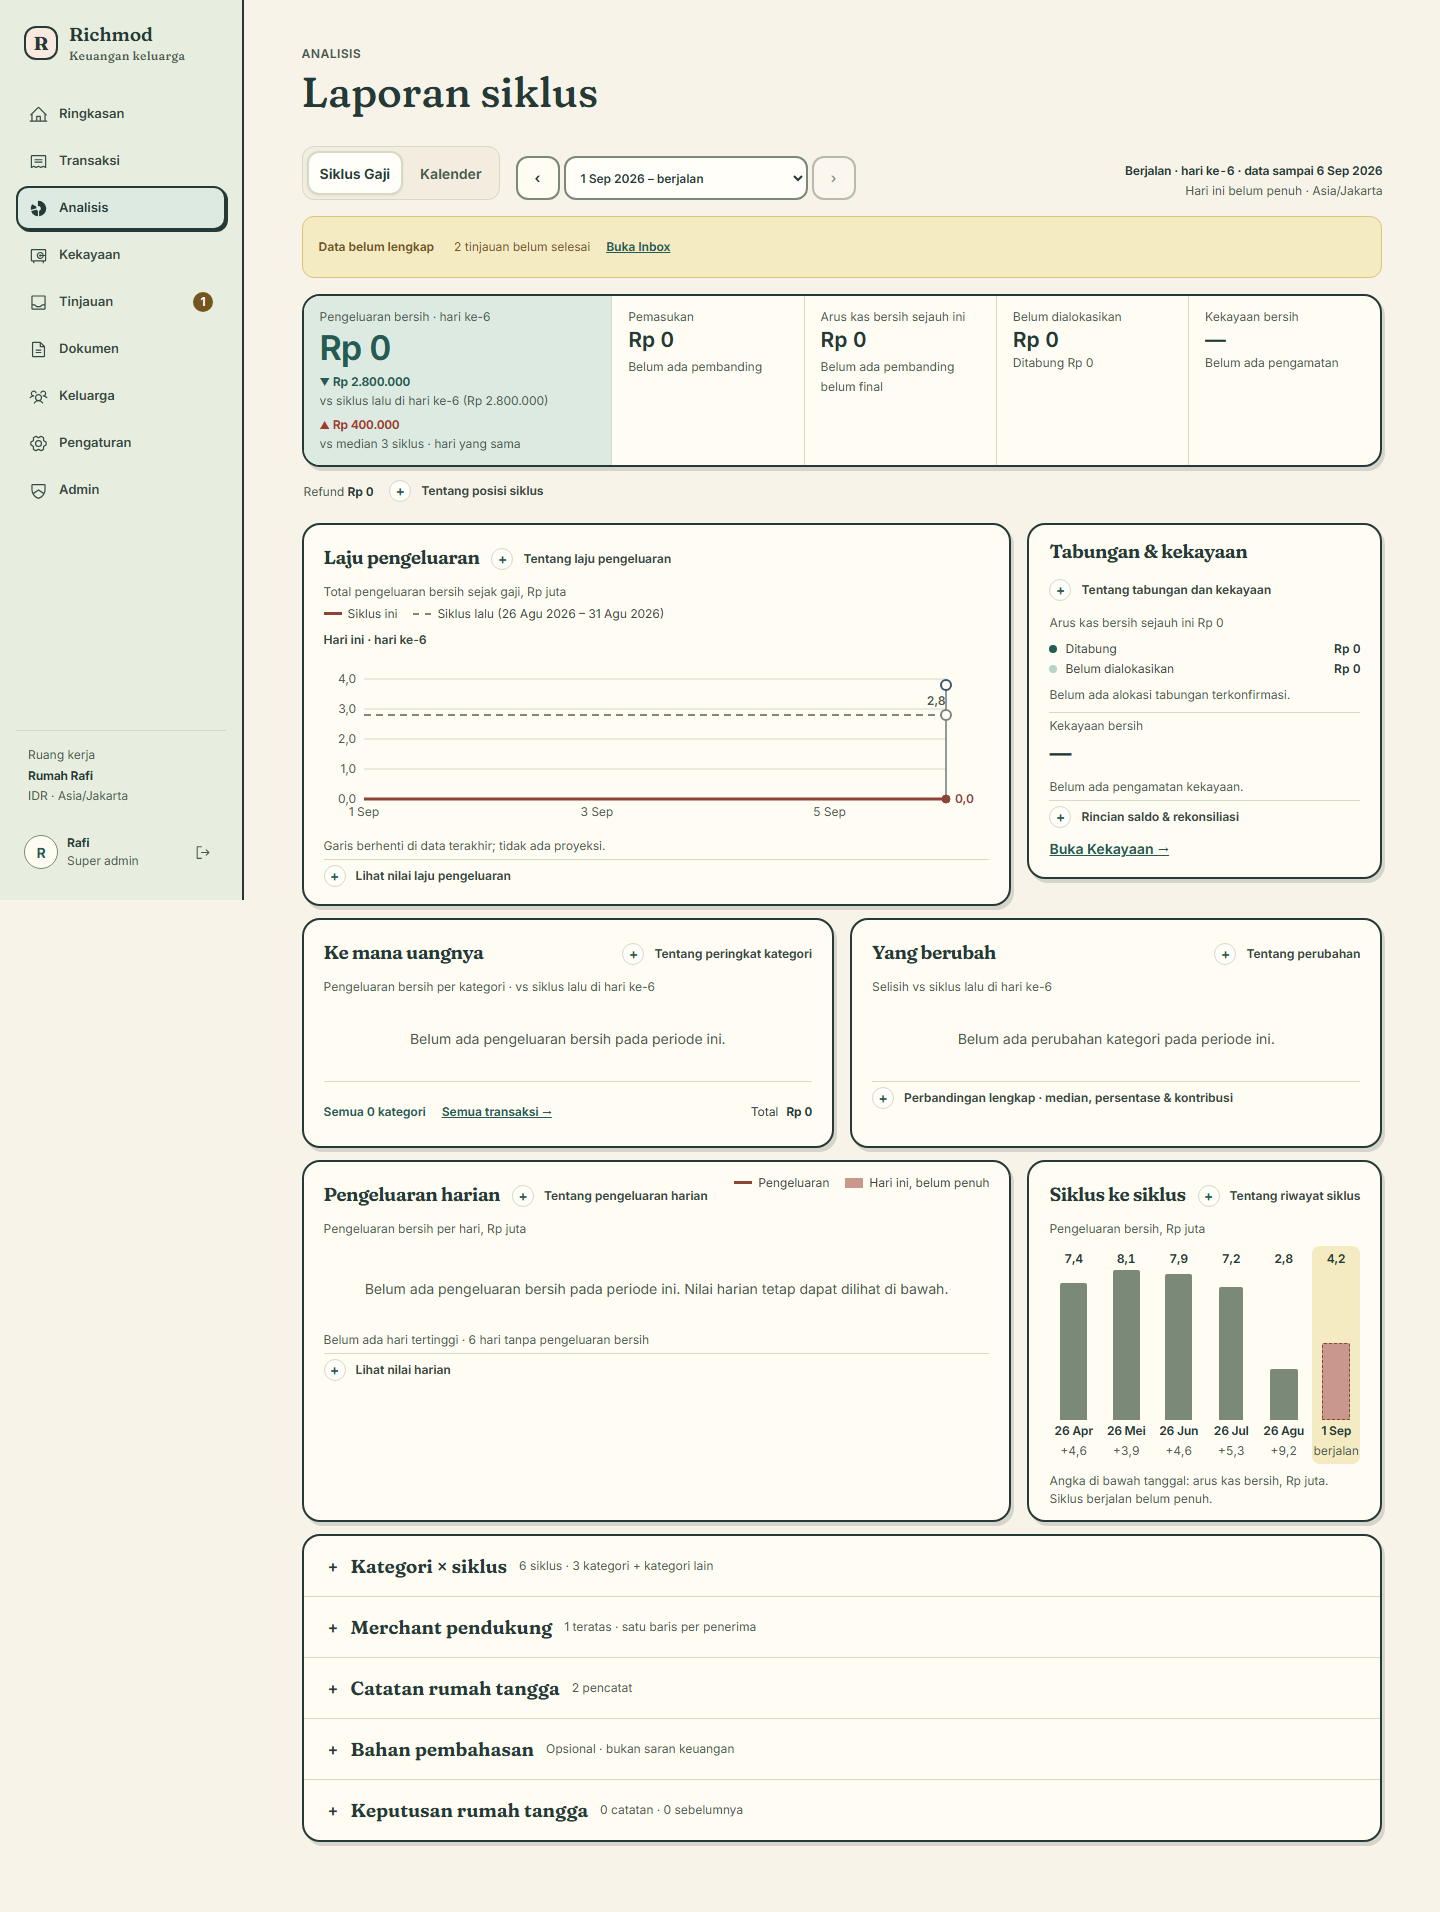 R
Richmod
Keuangan keluarga
Ringkasan
Transaksi
Analisis
Kekayaan
Tinjauan
1
Dokumen
Keluarga
Pengaturan
Admin
Ruang kerja
Rumah Rafi
IDR · Asia/Jakarta
R
Rafi
Super admin
ANALISIS
Laporan siklus
Siklus Gaji
Kalender
‹
1 Sep 2026 – berjalan
›
Berjalan · hari ke-6 · data sampai 6 Sep 2026
Hari ini belum penuh · Asia/Jakarta
Data belum lengkap 2 tinjauan belum selesai Buka Inbox
Pengeluaran bersih · hari ke-6
Rp 0
▼ Rp 2.800.000
vs siklus lalu di hari ke-6 (Rp 2.800.000)
▲ Rp 400.000
vs median 3 siklus · hari yang sama
Pemasukan
Rp 0
Belum ada pembanding
Arus kas bersih sejauh ini
Rp 0
Belum ada pembanding
belum final
Belum dialokasikan
Rp 0
Ditabung Rp 0
Kekayaan bersih
—
Belum ada pengamatan
Refund Rp 0 + Tentang posisi siklus
Laju pengeluaran + Tentang laju pengeluaran
Total pengeluaran bersih sejak gaji, Rp juta
Siklus ini Siklus lalu (26 Agu 2026 – 31 Agu 2026)
Hari ini · hari ke-6
4,0
3,0
2,0
1,0
0,0
2,8
0,0
1 Sep 3 Sep 5 Sep
Garis berhenti di data terakhir; tidak ada proyeksi.
+ Lihat nilai laju pengeluaran
Tabungan & kekayaan
+ Tentang tabungan dan kekayaan
Arus kas bersih sejauh ini Rp 0
Ditabung Rp 0
Belum dialokasikan Rp 0
Belum ada alokasi tabungan terkonfirmasi.
Kekayaan bersih
—
Belum ada pengamatan kekayaan.
+ Rincian saldo & rekonsiliasi
Buka Kekayaan →
Ke mana uangnya + Tentang peringkat kategori
Pengeluaran bersih per kategori · vs siklus lalu di hari ke-6
Belum ada pengeluaran bersih pada periode ini.
Semua 0 kategori Semua transaksi → Total Rp 0
Yang berubah + Tentang perubahan
Selisih vs siklus lalu di hari ke-6
Belum ada perubahan kategori pada periode ini.
+ Perbandingan lengkap · median, persentase & kontribusi
Pengeluaran harian + Tentang pengeluaran harian
Pengeluaran Hari ini, belum penuh
Pengeluaran bersih per hari, Rp juta
Belum ada pengeluaran bersih pada periode ini. Nilai harian tetap dapat dilihat di bawah.
Belum ada hari tertinggi · 6 hari tanpa pengeluaran bersih
+ Lihat nilai harian
Siklus ke siklus + Tentang riwayat siklus
Pengeluaran bersih, Rp juta
7,4 8,1 7,9 7,2 2,8 4,2
26 Apr 26 Mei 26 Jun 26 Jul 26 Agu 1 Sep
+4,6 +3,9 +4,6 +5,3 +9,2 berjalan
Angka di bawah tanggal: arus kas bersih, Rp juta.
Siklus berjalan belum penuh.
+ Kategori × siklus 6 siklus · 3 kategori + kategori lain
+ Merchant pendukung 1 teratas · satu baris per penerima
+ Catatan rumah tangga 2 pencatat
+ Bahan pembahasan Opsional · bukan saran keuangan
+ Keputusan rumah tangga 0 catatan · 0 sebelumnya